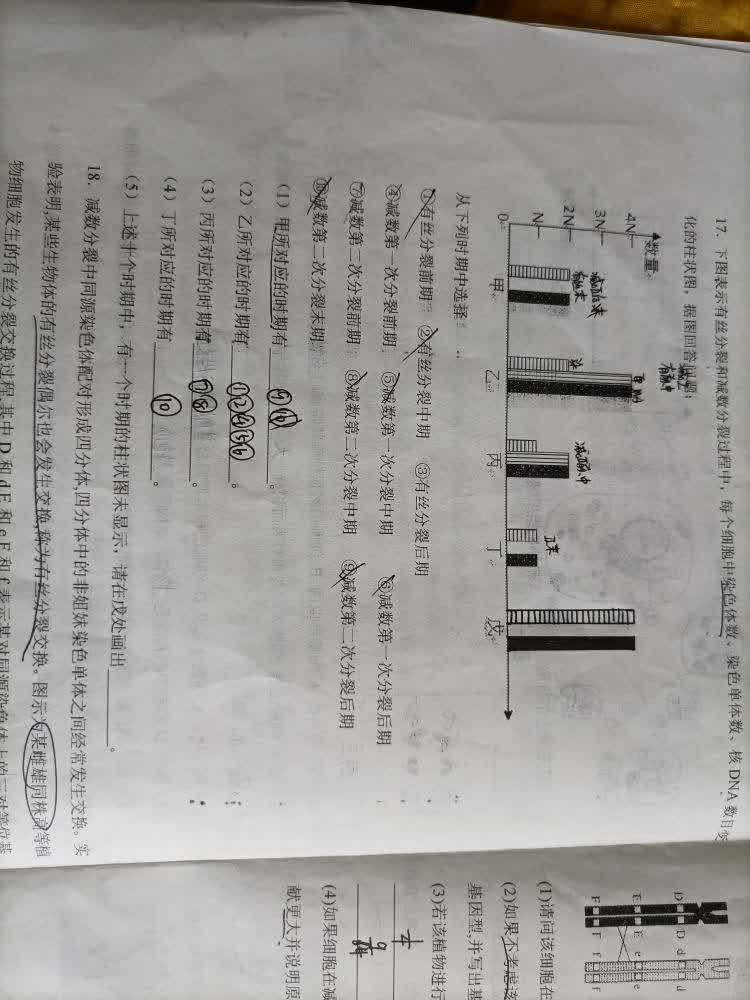 17. 下图表示有丝分裂和减数分裂过程中，每个细胞中染色体数、染色单体数、核 DNA 数目变
化的柱状图，据图回答问题：
数量
4N
3N
2N
N
0
甲 乙 丙 丁 戊
从下列时期中选择：
①有丝分裂前期 ②有丝分裂中期 ③有丝分裂后期
④减数第一次分裂前期 ⑤减数第一次分裂中期 ⑥减数第一次分裂后期
⑦减数第二次分裂前期 ⑧减数第二次分裂中期 ⑨减数第二次分裂后期
⑩减数第二次分裂末期
（1）甲所对应的时期有 。
（2）乙所对应的时期有 ①②④⑤⑥ 。
（3）丙所对应的时期有 ⑦⑧ 。
（4）丁所对应的时期有 ⑩ 。
（5）上述十个时期中，有一个时期的柱状图未显示，请在戊处画出 。
18. 减数分裂中同源染色体配对形成四分体,四分体中的非姐妹染色单体之间经常发生交换。实
验表明,某些生物体的有丝分裂偶尔也会发生交换,称为有丝分裂交换。图示为某雌雄同株高等植
物细胞发生的有丝分裂交换过程,其中 D 和 d,E 和 e,F 和 f 表示某对同源染色体上的三对等位基
D D d d
E E e e
F F f f
(1)请问该细胞在
(2)如果不考虑该
基因型,并写出基
(3)若该植物进行
(4)如果细胞在减
献更大并说明原